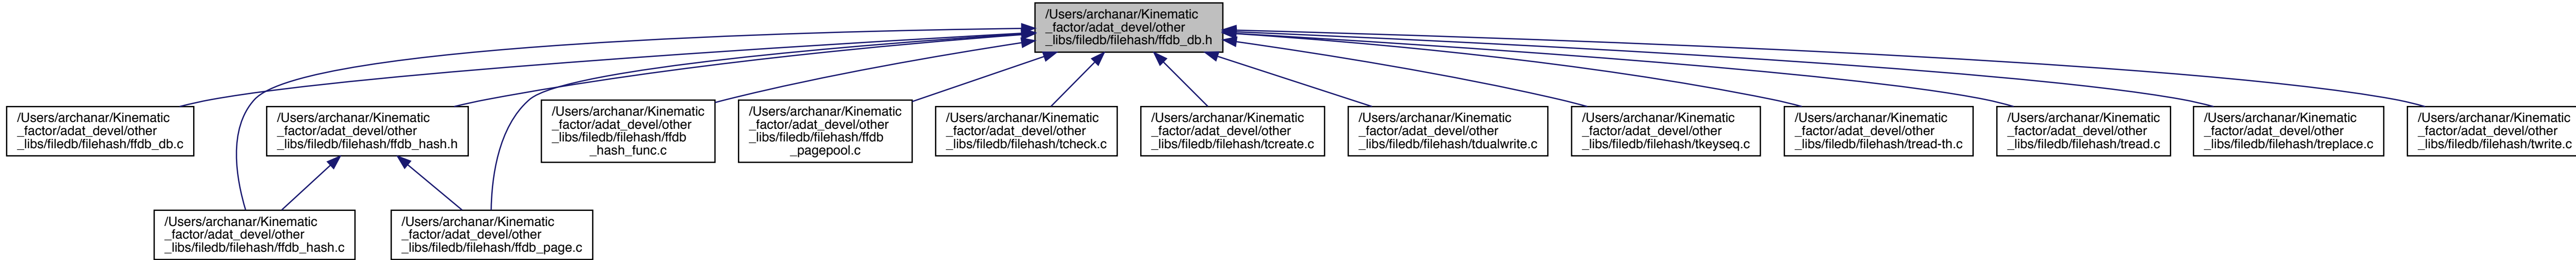 /Users/archanar/Kinematic
_factor/adat_devel/other
_libs/filedb/filehash/ffdb_db.h
/Users/archanar/Kinematic
_factor/adat_devel/other
_libs/filedb/filehash/ffdb_db.c
/Users/archanar/Kinematic
_factor/adat_devel/other
_libs/filedb/filehash/ffdb_hash.h
/Users/archanar/Kinematic
_factor/adat_devel/other
_libs/filedb/filehash/ffdb
_hash_func.c
/Users/archanar/Kinematic
_factor/adat_devel/other
_libs/filedb/filehash/ffdb
_pagepool.c
/Users/archanar/Kinematic
_factor/adat_devel/other
_libs/filedb/filehash/tcheck.c
/Users/archanar/Kinematic
_factor/adat_devel/other
_libs/filedb/filehash/tcreate.c
/Users/archanar/Kinematic
_factor/adat_devel/other
_libs/filedb/filehash/tdualwrite.c
/Users/archanar/Kinematic
_factor/adat_devel/other
_libs/filedb/filehash/tkeyseq.c
/Users/archanar/Kinematic
_factor/adat_devel/other
_libs/filedb/filehash/tread-th.c
/Users/archanar/Kinematic
_factor/adat_devel/other
_libs/filedb/filehash/tread.c
/Users/archanar/Kinematic
_factor/adat_devel/other
_libs/filedb/filehash/treplace.c
/Users/archanar/Kinematic
_factor/adat_devel/other
_libs/filedb/filehash/twrite.c
/Users/archanar/Kinematic
_factor/adat_devel/other
_libs/filedb/filehash/ffdb_hash.c
/Users/archanar/Kinematic
_factor/adat_devel/other
_libs/filedb/filehash/ffdb_page.c